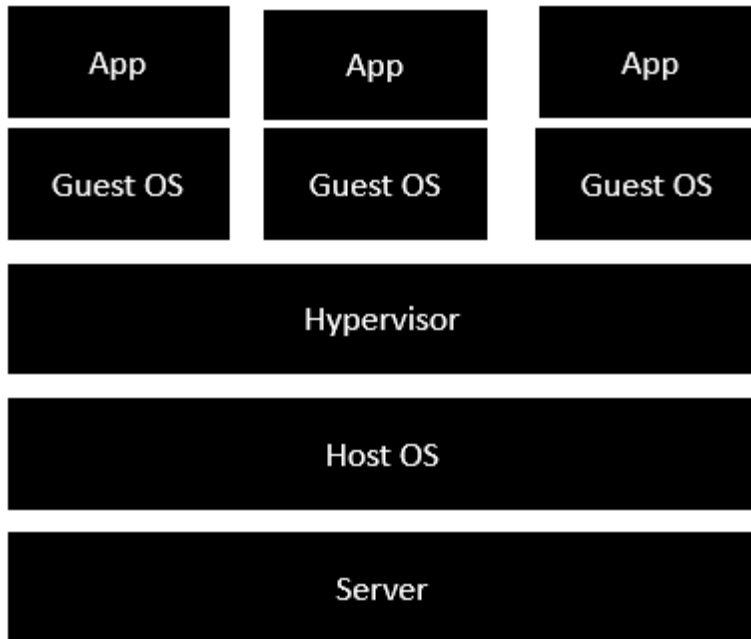 App
App
App
Guest OS
Guest OS
Guest OS
Hypervisor
Host OS
Server